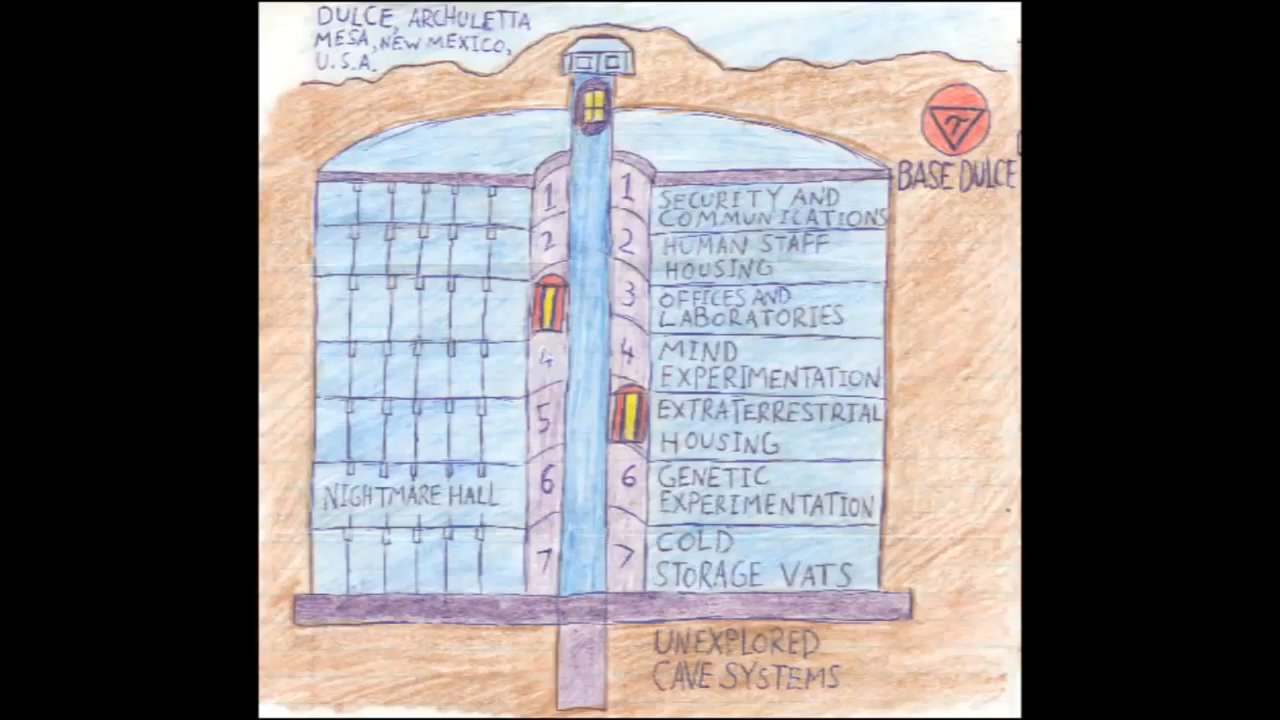 DULCE, ARCHULETTA
MESA, NEW MEXICO,
U.S.A.
T
BASE DULCE
1
1
SECURITY AND
COMMUNICATIONS
2
2
HUMAN STAFF
HOUSING
3
OFFICES AND
LABORATORIES
4
4
MIND
EXPERIMENTATION
5
EXTRATERRESTRIAL
HOUSING
NIGHTMARE HALL
6
6
GENETIC
EXPERIMENTATION
7
7
COLD
STORAGE VATS
UNEXPLORED
CAVE SYSTEMS